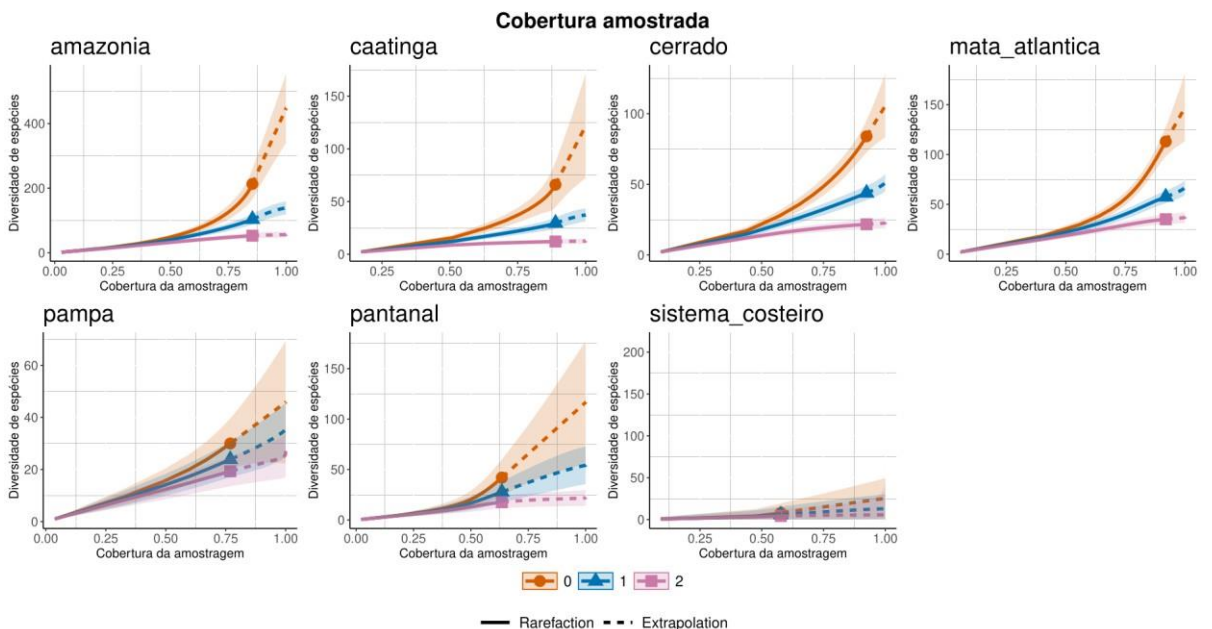 Cobertura amostrada
amazonia
caatinga
cerrado
mata_atlantica
Diversidade de espécies
400
200
0
0.00 0.25 0.50 0.75 1.00
Cobertura da amostragem
Diversidade de espécies
150
100
50
0
0.25 0.50 0.75 1.00
Cobertura da amostragem
Diversidade de espécies
100
50
0
0.25 0.50 0.75 1.00
Cobertura da amostragem
Diversidade de espécies
150
100
50
0
0.25 0.50 0.75 1.00
Cobertura da amostragem
pampa
pantanal
sistema_costeiro
Diversidade de espécies
60
40
20
0
0.00 0.25 0.50 0.75 1.00
Cobertura da amostragem
Diversidade de espécies
150
100
50
0
0.00 0.25 0.50 0.75 1.00
Cobertura da amostragem
Diversidade de espécies
200
150
100
50
0
0.25 0.50 0.75 1.00
Cobertura da amostragem
0 1 2
Rarefaction Extrapolation